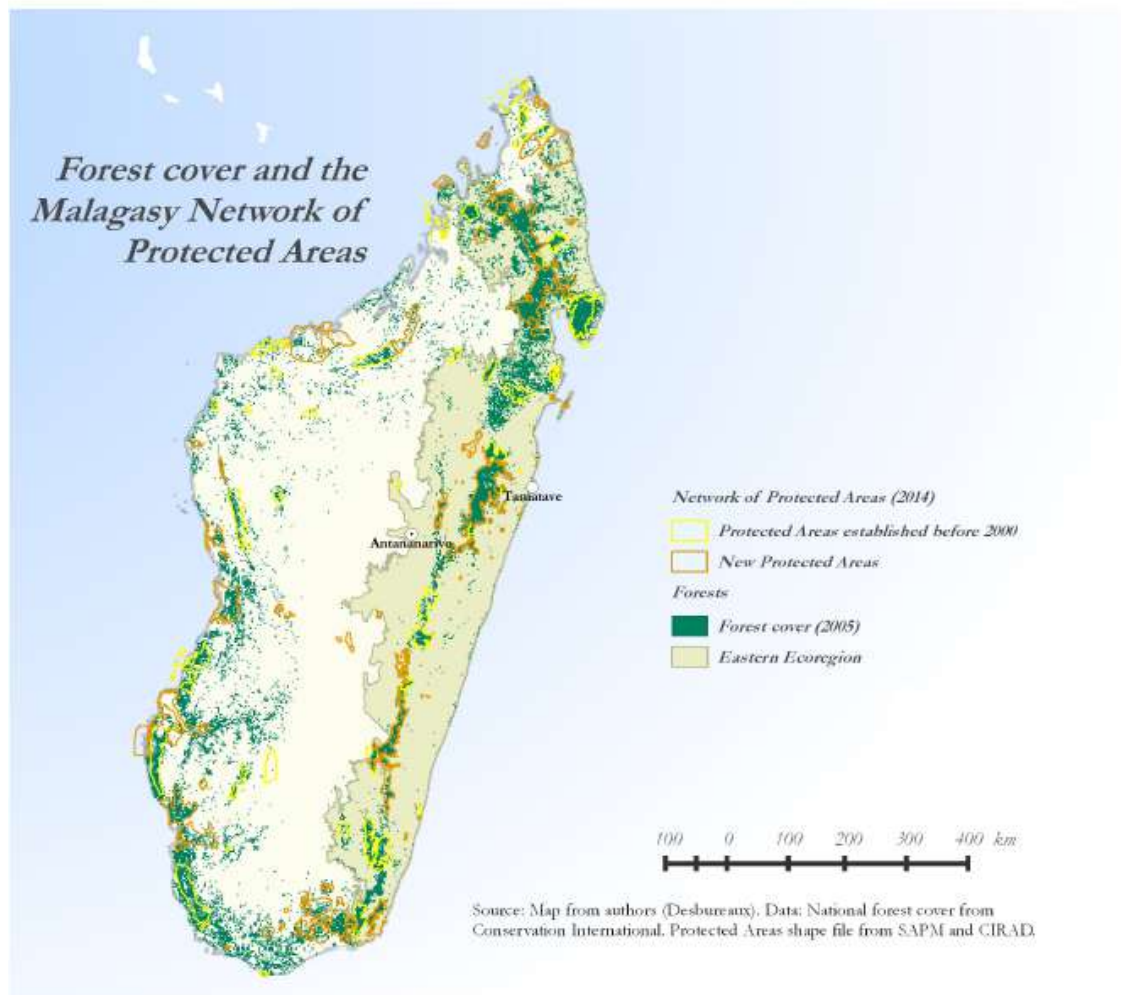 Forest cover and the
Malagasy Network of
Protected Areas
Tamatave
Antananarivo
Network of Protected Areas (2014)
Protected Areas established before 2000
New Protected Areas
Forests
Forest cover (2005)
Eastern Ecoregion
100 0 100 200 300 400 km
Source: Map from authors (Desbureaux). Data: National forest cover from
Conservation International. Protected Areas shape file from SAPM and CIRAD.